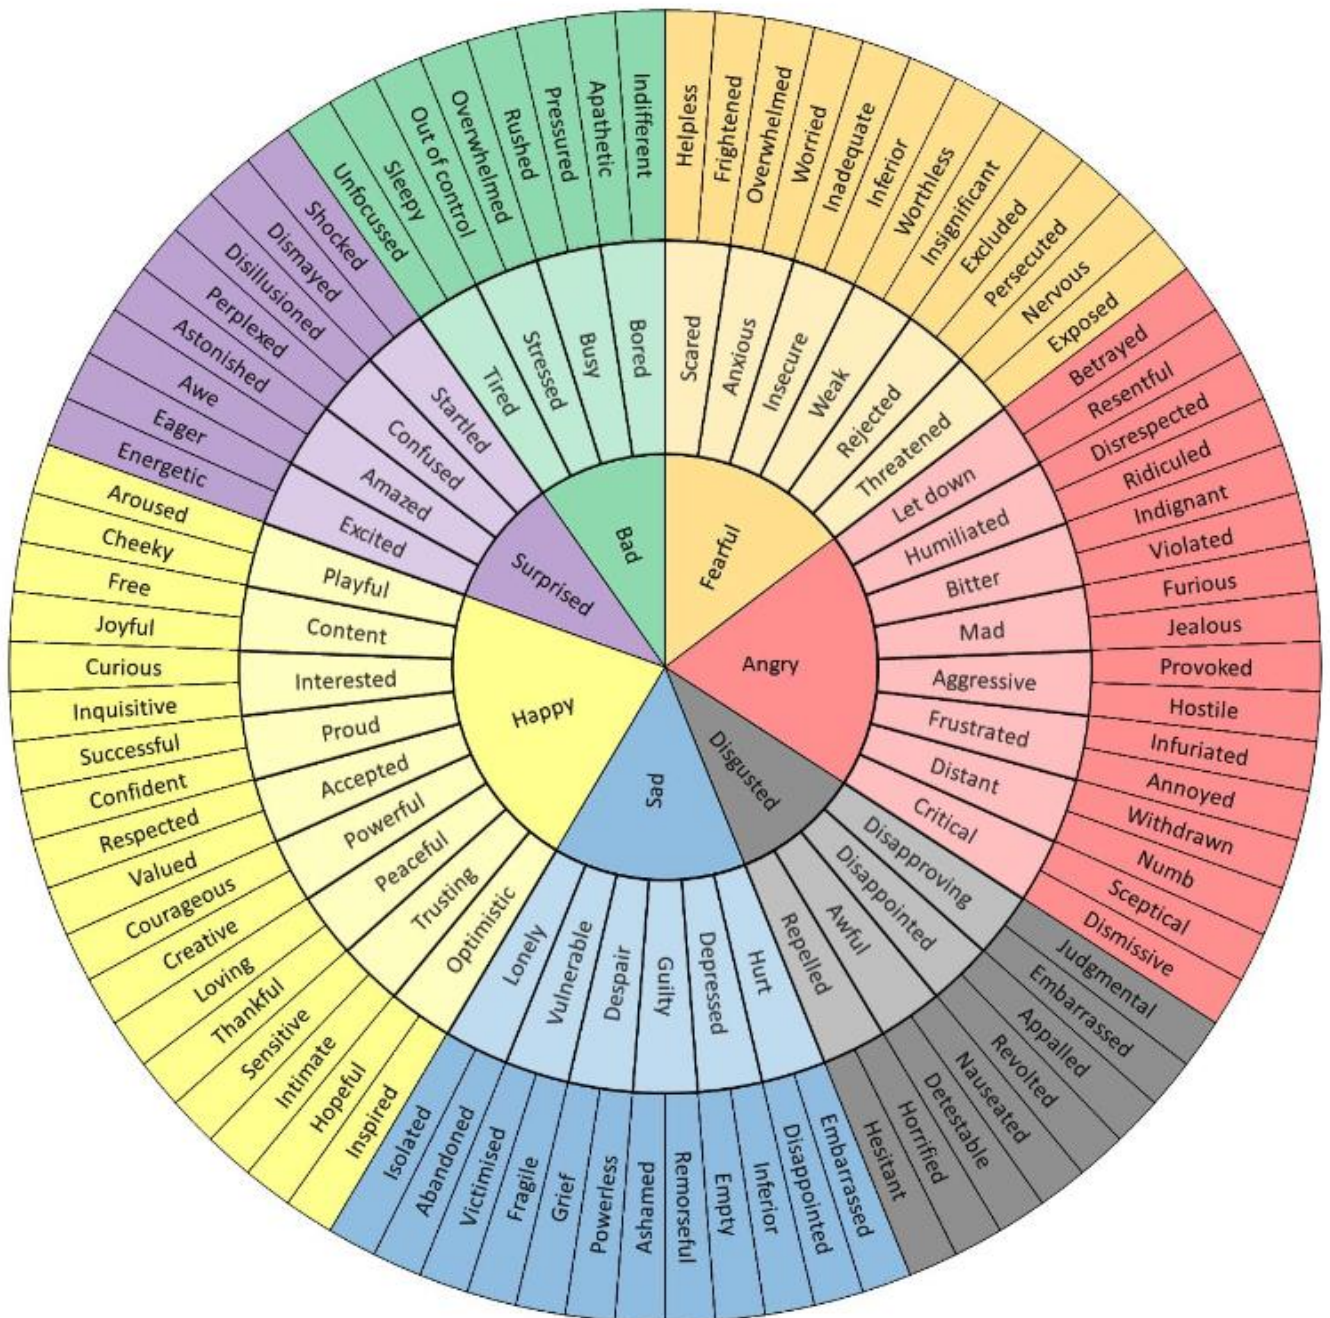 Fearful
Angry
Disgusted
Sad
Happy
Surprised
Bad
Scared
Anxious
Insecure
Weak
Rejected
Threatened
Let down
Humiliated
Bitter
Mad
Aggressive
Frustrated
Distant
Critical
Disapproving
Disappointed
Awful
Repelled
Hurt
Depressed
Guilty
Despair
Vulnerable
Lonely
Optimistic
Trusting
Peaceful
Powerful
Accepted
Proud
Interested
Content
Playful
Excited
Amazed
Confused
Startled
Tired
Stressed
Busy
Bored
Helpless
Frightened
Overwhelmed
Worried
Inadequate
Inferior
Worthless
Insignificant
Excluded
Persecuted
Nervous
Exposed
Betrayed
Resentful
Disrespected
Ridiculed
Indignant
Violated
Furious
Jealous
Provoked
Hostile
Infuriated
Annoyed
Withdrawn
Numb
Sceptical
Dismissive
Judgmental
Embarrassed
Appalled
Revolted
Nauseated
Detestable
Horrified
Hesitant
Embarrassed
Disappointed
Inferior
Empty
Remorseful
Ashamed
Powerless
Grief
Fragile
Victimised
Abandoned
Isolated
Inspired
Hopeful
Intimate
Sensitive
Thankful
Loving
Creative
Courageous
Valued
Respected
Confident
Successful
Inquisitive
Curious
Joyful
Free
Cheeky
Aroused
Energetic
Eager
Awe
Astonished
Perplexed
Disillusioned
Dismayed
Shocked
Unfocussed
Sleepy
Out of control
Overwhelmed
Rushed
Pressured
Apathetic
Indifferent